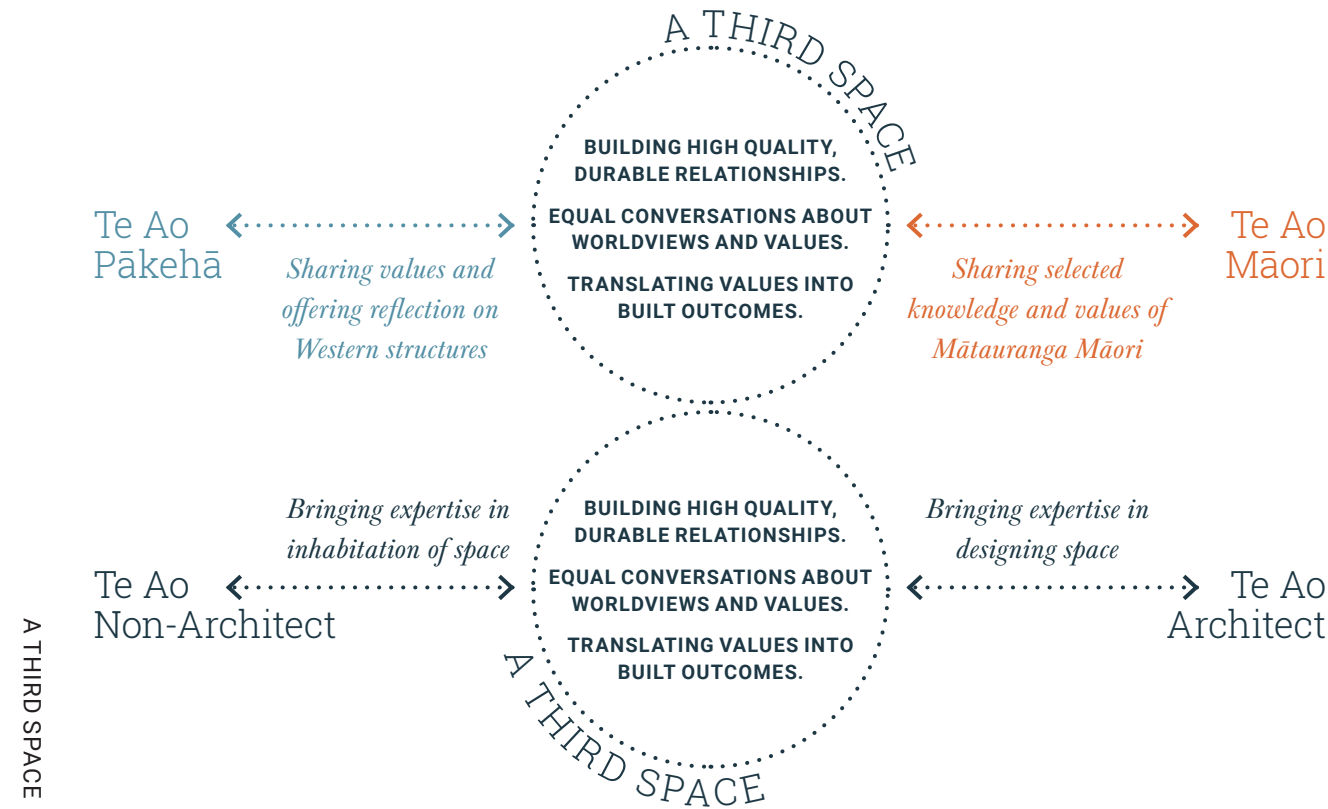 A THIRD SPACE
BUILDING HIGH QUALITY,
DURABLE RELATIONSHIPS.
EQUAL CONVERSATIONS ABOUT
WORLDVIEWS AND VALUES.
TRANSLATING VALUES INTO
BUILT OUTCOMES.
Te Ao
Pākehā
Sharing values and
offering reflection on
Western structures
Te Ao
Māori
Sharing selected
knowledge and values of
Mātauranga Māori
Bringing expertise in
inhabitation of space
Te Ao
Non-Architect
BUILDING HIGH QUALITY,
DURABLE RELATIONSHIPS.
EQUAL CONVERSATIONS ABOUT
WORLDVIEWS AND VALUES.
TRANSLATING VALUES INTO
BUILT OUTCOMES.
Bringing expertise in
designing space
Te Ao
Architect
A THIRD SPACE
A THIRD SPACE